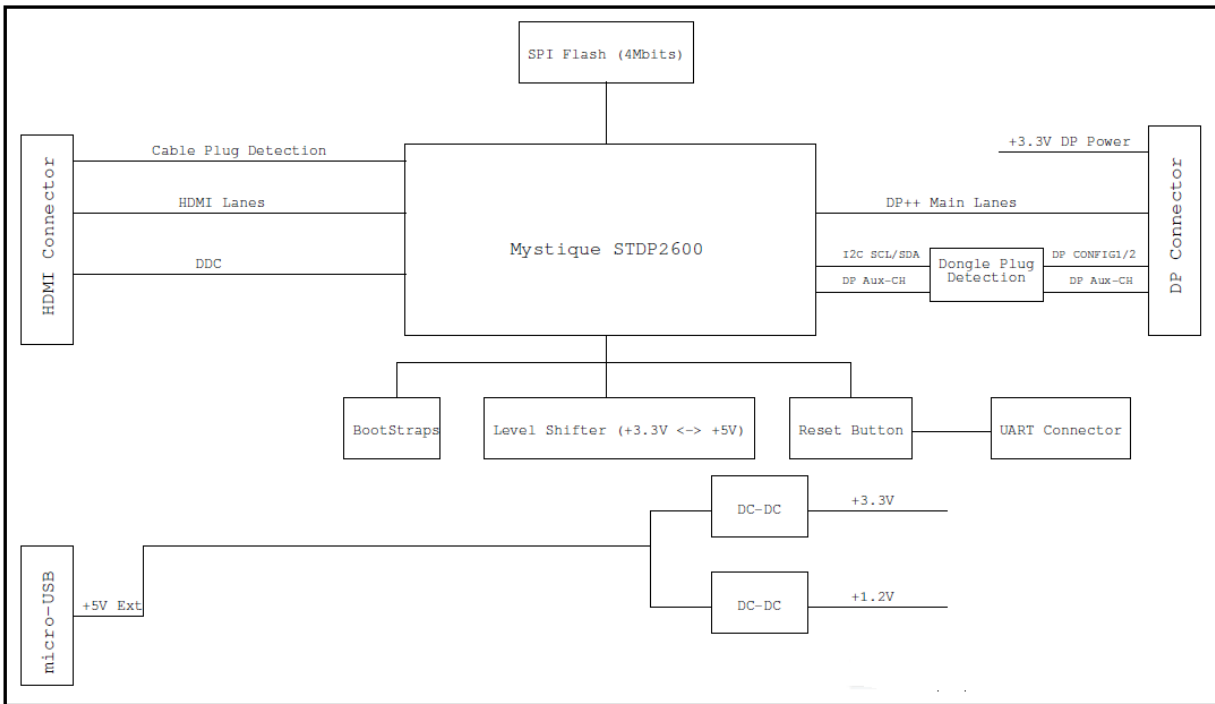 SPI Flash (4Mbits)
HDMI Connector
Cable Plug Detection
HDMI Lanes
DDC
Mystique STDP2600
+3.3V DP Power
DP++ Main Lanes
I2C SCL/SDA
DP Aux-CH
Dongle Plug
Detection
DP CONFIG1/2
DP Aux-CH
DP Connector
BootStraps
Level Shifter (+3.3V <-> +5V)
Reset Button
UART Connector
micro-USB
+5V Ext
DC-DC
+3.3V
DC-DC
+1.2V